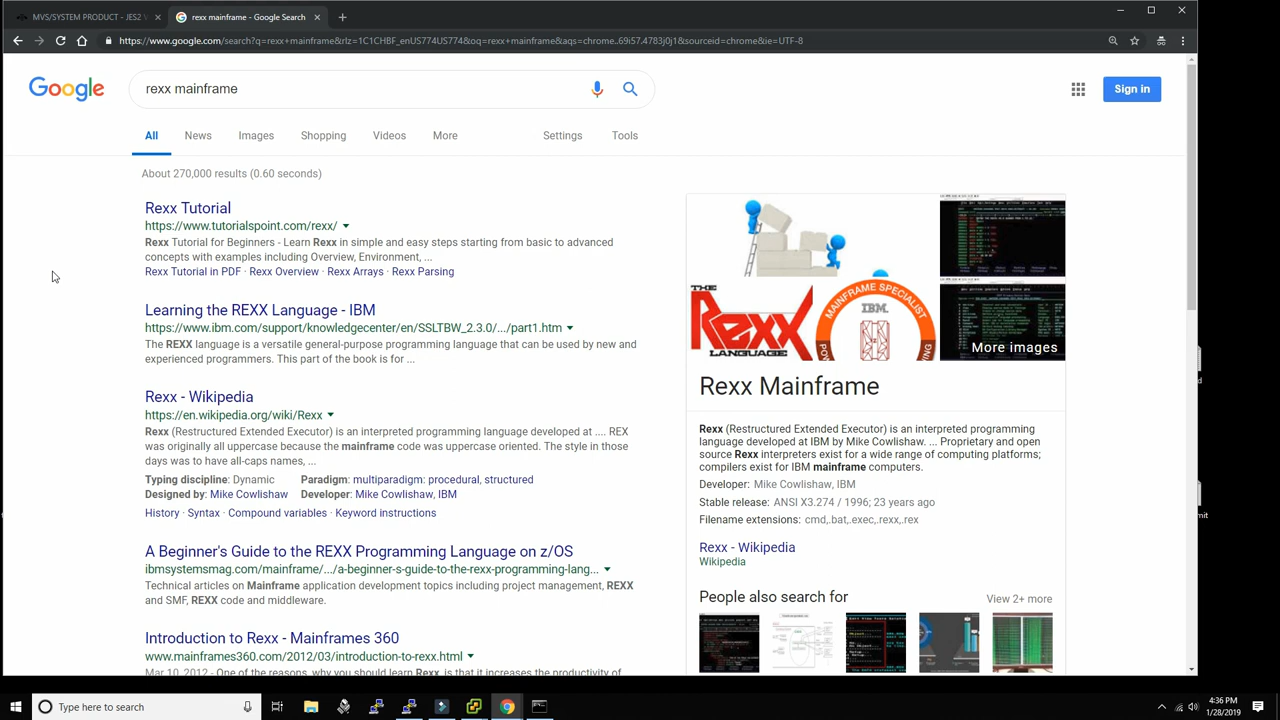 MVS/SYSTEM PRODUCT - JES2 V
rexx mainframe - Google Search
https://www.google.com/search?q=rexx+mainframe&rlz=1C1CHBF_enUS774US774&oq=rexx+mainframe&aqs=chrome..69i57.4783j0j1&sourceid=chrome&ie=UTF-8
Google
rexx mainframe
Sign in
All News Images Shopping Videos More Settings Tools
About 270,000 results (0.60 seconds)
Rexx Tutorial
https://www.tutorialspoint.com/rexx/
Rexx Tutorial for Beginners - Learn Rexx in simple and easy steps starting from basic to advanced
concepts with examples including Overview, Environment, ...
Rexx Tutorial in PDF · Rexx Overview · Rexx Arrays · Rexx Parsing
Learning the REXX Language - IBM
https://www.ibm.com/support/knowledgecenter/en/SSLTBW_2.3.0/.../part1.htm
The REXX language is a versatile general-purpose programming language that can be used by new and
experienced programmers. This part of the book is for ...
Rexx - Wikipedia
https://en.wikipedia.org/wiki/Rexx
Rexx (Restructured Extended Executor) is an interpreted programming language developed at .... REX
was originally all uppercase because the mainframe code was uppercase oriented. The style in those
days was to have all-caps names, ...
Typing discipline: Dynamic Paradigm: multiparadigm: procedural, structured
Designed by: Mike Cowlishaw Developer: Mike Cowlishaw, IBM
History · Syntax · Compound variables · Keyword instructions
A Beginner's Guide to the REXX Programming Language on z/OS
ibmsystemsmag.com/mainframe/.../a-beginner-s-guide-to-the-rexx-programming-lang...
Technical articles on Mainframe application development topics including project management, REXX
and SMF, REXX code and middleware.
Introduction to Rexx - Mainframes 360
www.mainframes360.com/2012/03/introduction-to-rexx.html
THE
REXX
LANGUAGE
MAINFRAME SPECIALIST
IBM
More images
Rexx Mainframe
Rexx (Restructured Extended Executor) is an interpreted programming
language developed at IBM by Mike Cowlishaw. ... Proprietary and open
source Rexx interpreters exist for a wide range of computing platforms;
compilers exist for IBM mainframe computers.
Developer: Mike Cowlishaw, IBM
Stable release: ANSI X3.274 / 1996; 23 years ago
Filename extensions: cmd,.bat,.exec,.rexx,.rex
Rexx - Wikipedia
Wikipedia
People also search for
View 2+ more
Type here to search
4:36 PM
1/28/2019